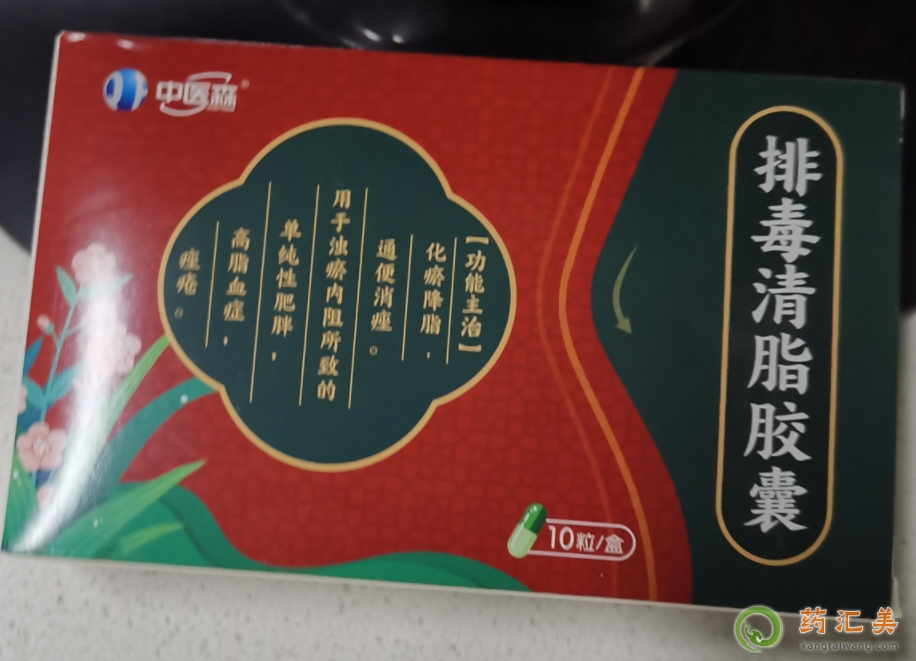 中医森®
【功能主治】
化瘀降脂，
通便消痤。
用于浊瘀内阻所致的
单纯性肥胖，
高脂血症，
痤疮。
10粒/盒
排毒清脂胶囊
药汇美
kangtaiwang.com